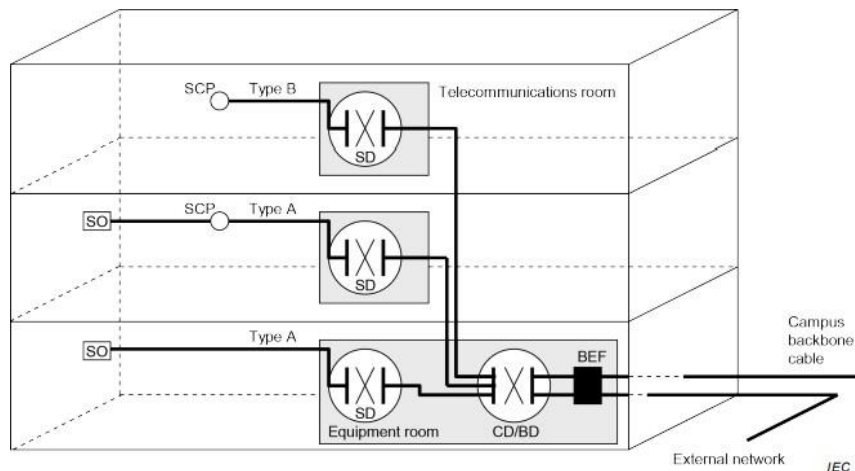 SCP Type B
Telecommunications room
SD
SO SCP Type A
SD
SO Type A
SD
Equipment room
CD/BD
BEF
Campus
backbone
cable
External network
IEC